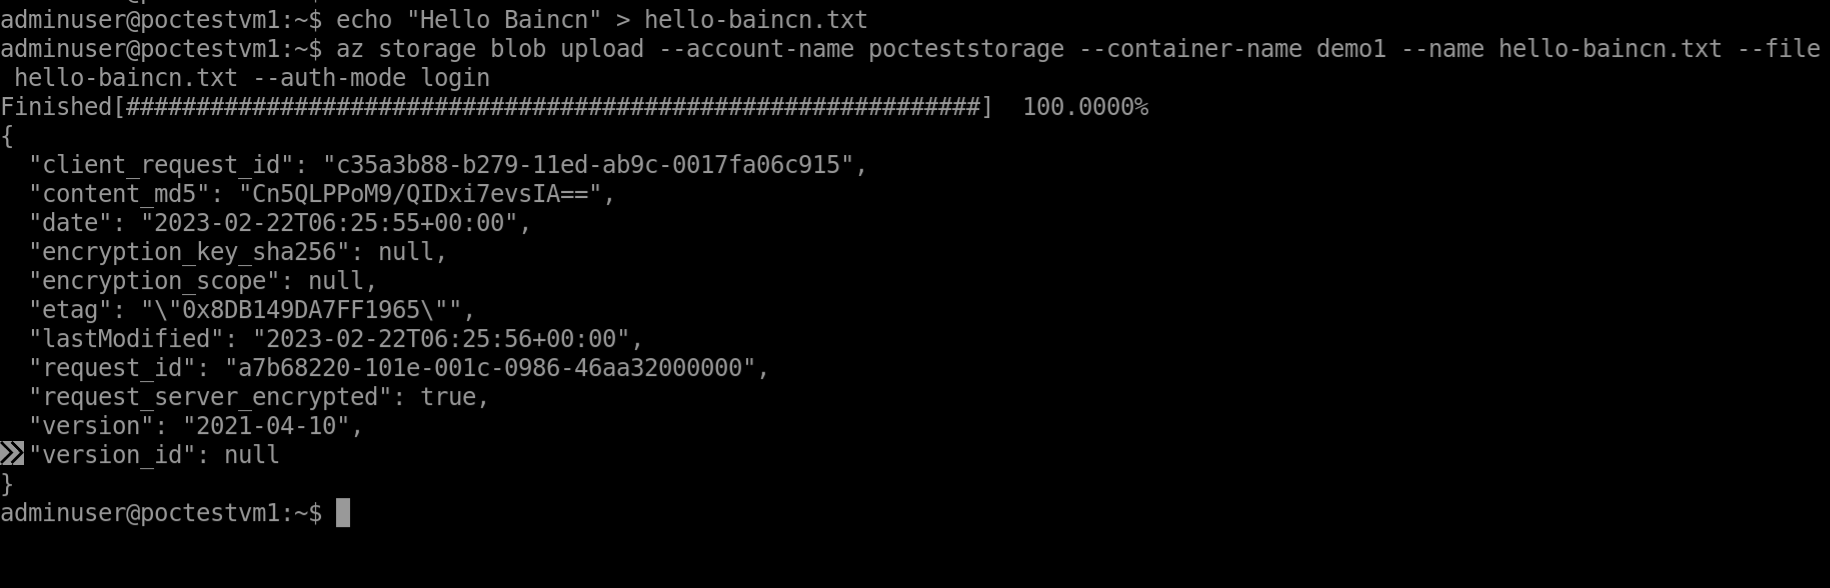 adminuser@poctestvm1:~$ echo "Hello Baincn" > hello-baincn.txt
adminuser@poctestvm1:~$ az storage blob upload --account-name pocteststorage --container-name demo1 --name hello-baincn.txt --file
 hello-baincn.txt --auth-mode login
Finished[#############################################################]  100.0000%
{
  "client_request_id": "c35a3b88-b279-11ed-ab9c-0017fa06c915",
  "content_md5": "Cn5QLPPoM9/QIDxi7evsIA==",
  "date": "2023-02-22T06:25:55+00:00",
  "encryption_key_sha256": null,
  "encryption_scope": null,
  "etag": "\"0x8DB149DA7FF1965\"",
  "lastModified": "2023-02-22T06:25:56+00:00",
  "request_id": "a7b68220-101e-001c-0986-46aa32000000",
  "request_server_encrypted": true,
  "version": "2021-04-10",
  "version_id": null
}
adminuser@poctestvm1:~$